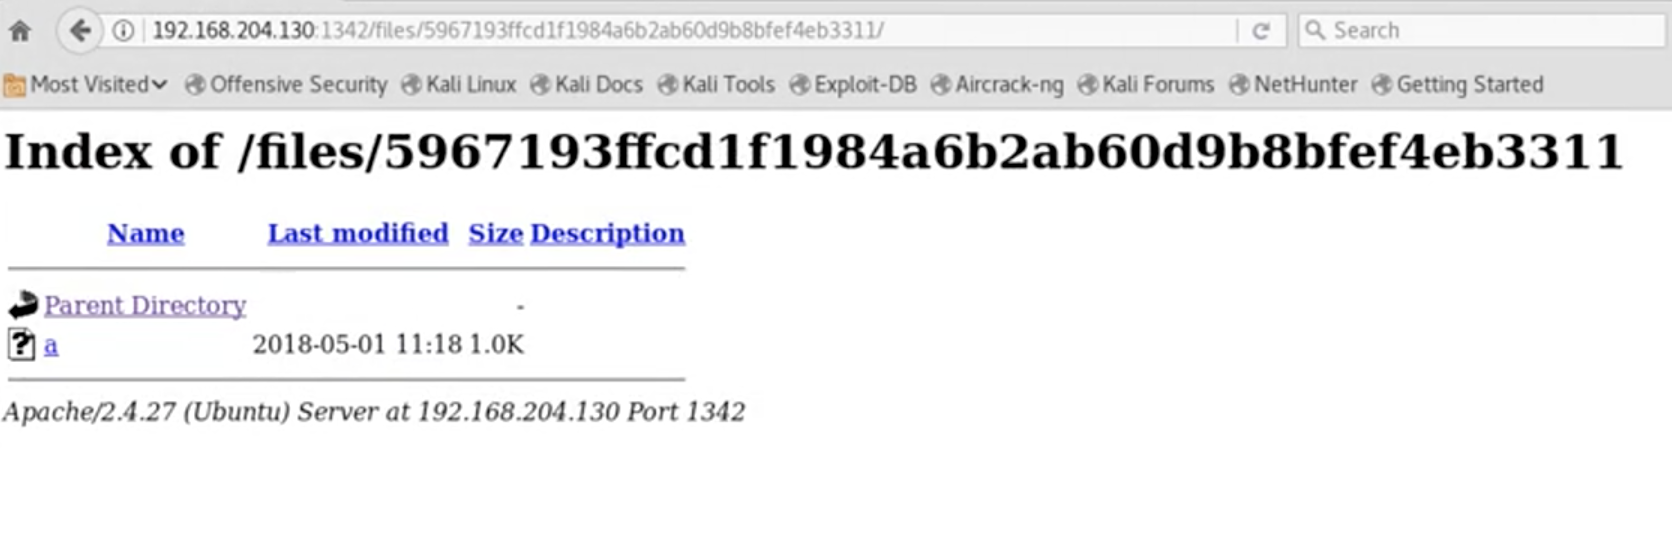 192.168.204.130:1342/files/5967193ffcd1f1984a6b2ab60d9b8bfef4eb3311/ Search
Most Visited Offensive Security Kali Linux Kali Docs Kali Tools Exploit-DB Aircrack-ng Kali Forums NetHunter Getting Started
Index of /files/5967193ffcd1f1984a6b2ab60d9b8bfef4eb3311
Name Last modified Size Description
Parent Directory -
a 2018-05-01 11:18 1.0K
Apache/2.4.27 (Ubuntu) Server at 192.168.204.130 Port 1342